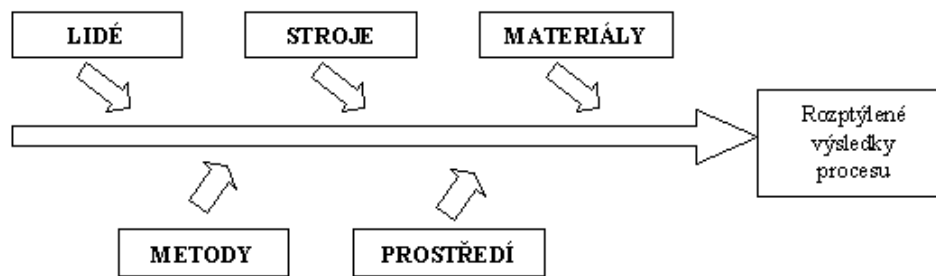 LIDÉ
STROJE
MATERIÁLY
Rozptýlené
výsledky
procesu
METODY
PROSTŘEDÍ